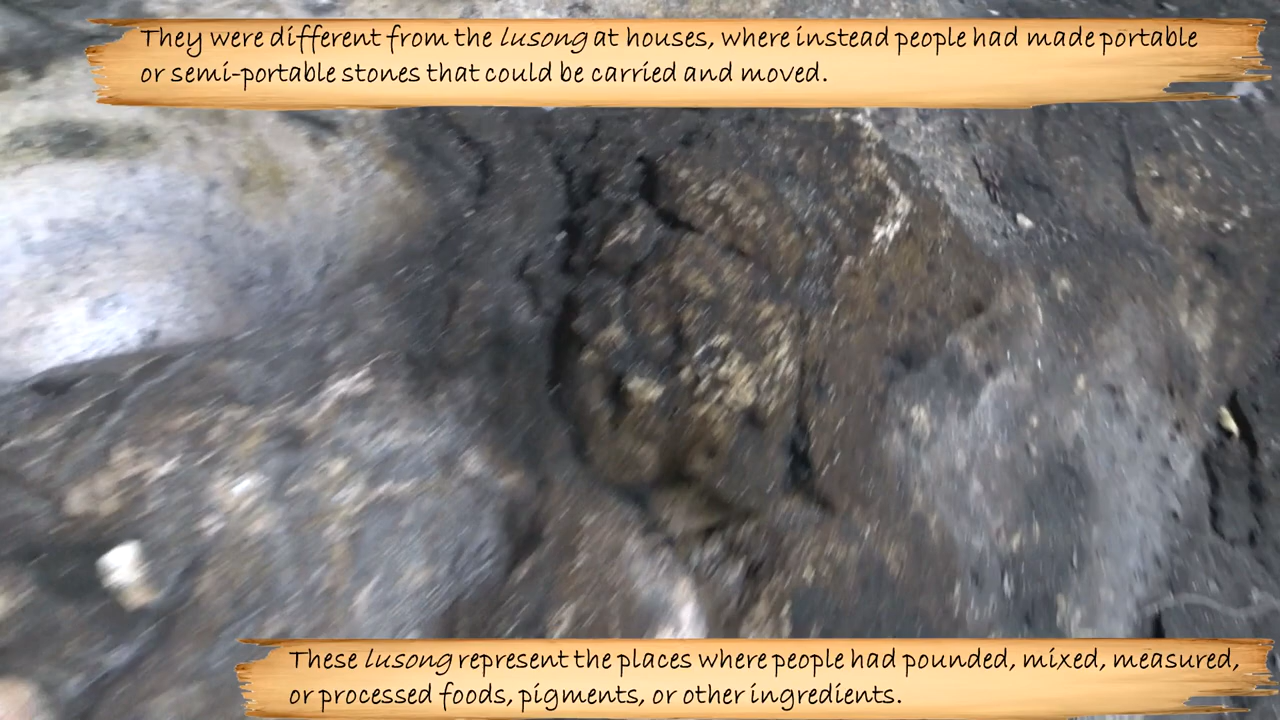 They were different from the lusong at houses, where instead people had made portable
or semi-portable stones that could be carried and moved.
These lusong represent the places where people had pounded, mixed, measured,
or processed foods, pigments, or other ingredients.